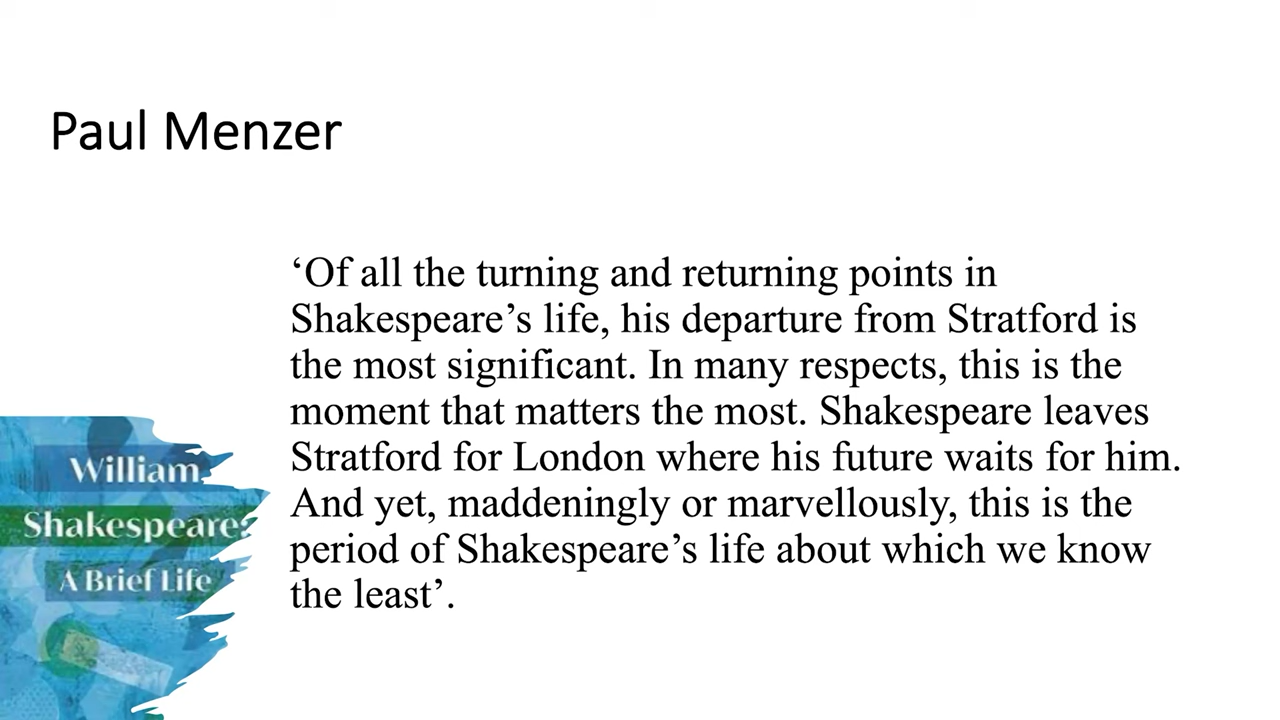 Paul Menzer
‘Of all the turning and returning points in
Shakespeare’s life, his departure from Stratford is
the most significant. In many respects, this is the
moment that matters the most. Shakespeare leaves
Stratford for London where his future waits for him.
And yet, maddeningly or marvellously, this is the
period of Shakespeare’s life about which we know
the least’.
William
Shakespeare:
A Brief Life